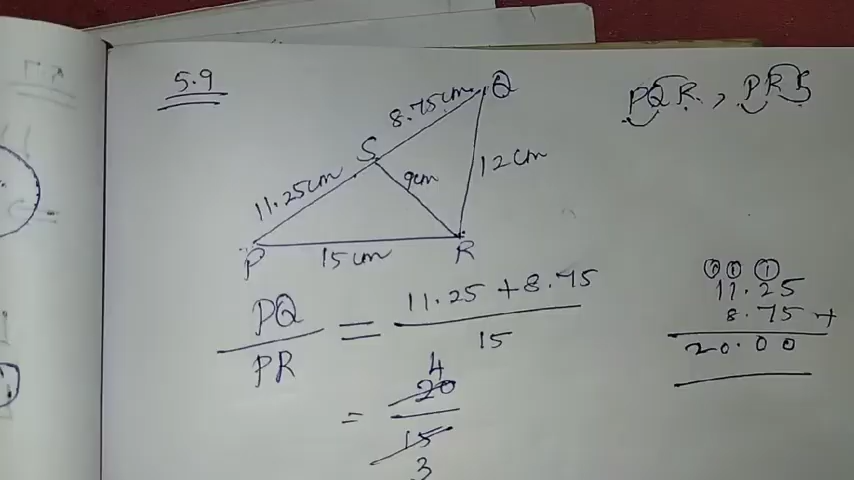 5.9
PQR, PRS
8.75cm
Q
S
11.25cm
9cm
12cm
P
15cm
R
PQ/PR = 11.25 + 8.75/15
= 20/15
4
3
1 1
11.25
8.75 +
20.00